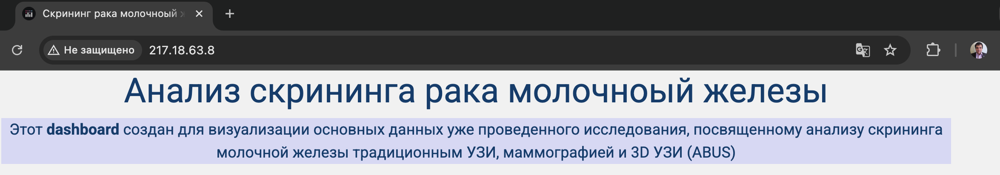 Скрининг рака молочноый ж
Не защищено 217.18.63.8
Анализ скрининга рака молочноый железы
Этот dashboard создан для визуализации основных данных уже проведенного исследования, посвященному анализу скрининга
молочной железы традиционным УЗИ, маммографией и 3D УЗИ (ABUS)